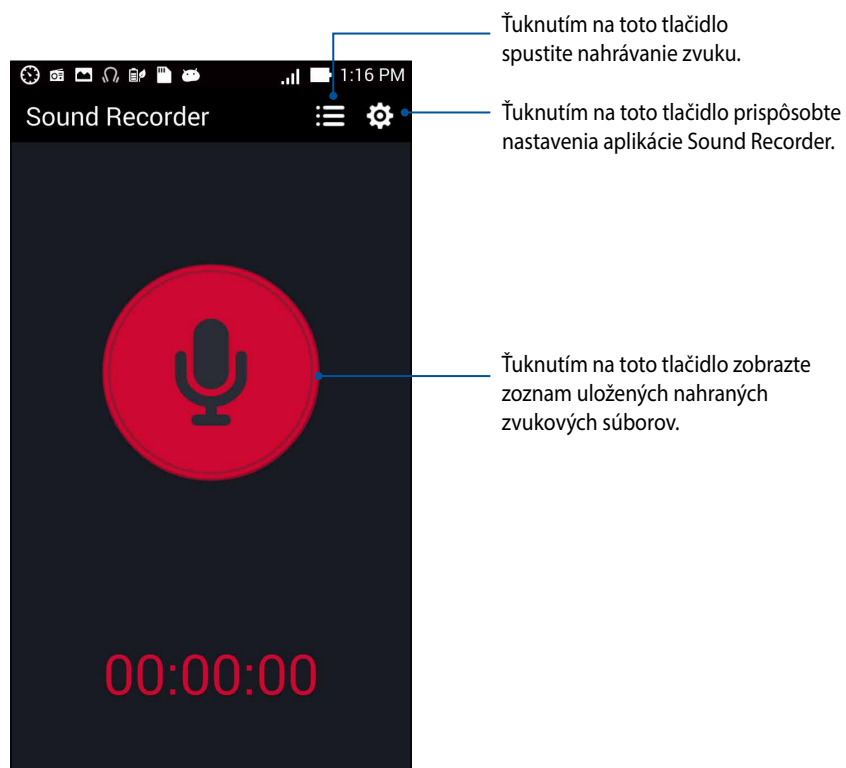 Ťuknutím na toto tlačidlo
spustite nahrávanie zvuku.
1:16 PM
Sound Recorder
Ťuknutím na toto tlačidlo prispôsobte
nastavenia aplikácie Sound Recorder.
Ťuknutím na toto tlačidlo zobrazte
zoznam uložených nahraných
zvukových súborov.
00:00:00